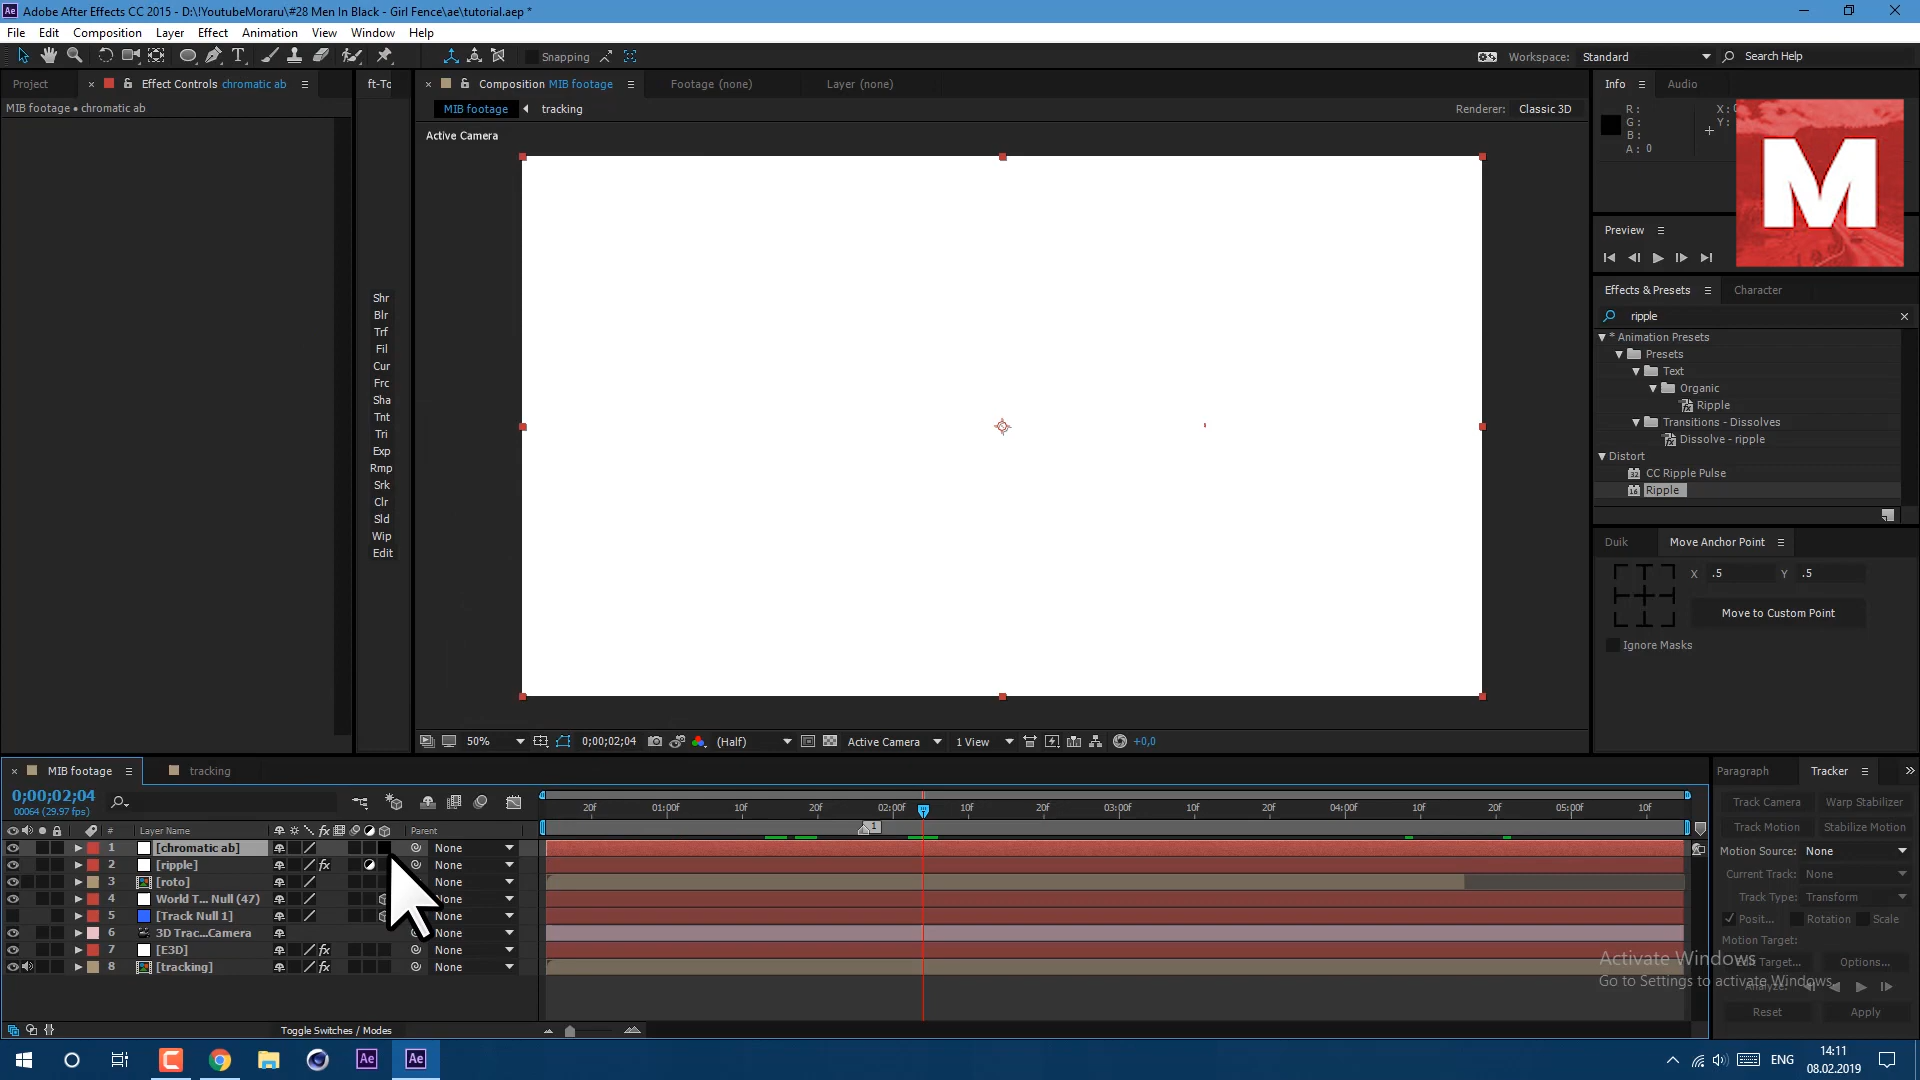 Adobe After Effects CC 2015 - D:\!YoutubeMoraru\#28 Men In Black - Girl Fence\ae\tutorial.aep *
File Edit Composition Layer Effect Animation View Window Help
Snapping
Workspace: Standard
Search Help
Project
Effect Controls chromatic ab
ft-To
Composition MIB footage
Footage (none)
Layer (none)
Info
Audio
MIB footage • chromatic ab
MIB footage
tracking
Renderer: Classic 3D
Active Camera
R :
G :
B :
A : 0
X : 
Y :
M
Preview
Effects & Presets
Character
ripple
* Animation Presets
Presets
Text
Organic
Ripple
Transitions - Dissolves
Dissolve - ripple
Distort
CC Ripple Pulse
Ripple
Shr
Blr
Trf
Fil
Cur
Frc
Sha
Tnt
Tri
Exp
Rmp
Srk
Clr
Sld
Wip
Edit
Duik
Move Anchor Point
X .5 Y .5
Move to Custom Point
Ignore Masks
50%
0;00;02;04
(Half)
Active Camera
1 View
+0,0
MIB footage
tracking
0;00;02;04
00064 (29.97 fps)
20f 01:00f 10f 20f 02:00f 10f 20f 03:00f 10f 20f 04:00f 10f 20f 05:00f 10f
1
# Layer Name
Parent
1 [chromatic ab] None
2 [ripple] fx None
3 [roto] None
4 World T... Null (47) None
5 [Track Null 1] None
6 3D Trac...Camera None
7 [E3D] fx None
8 [tracking] fx None
Toggle Switches / Modes
Paragraph
Tracker
Track Camera Warp Stabilizer
Track Motion Stabilize Motion
Motion Source: None
Current Track: None
Track Type: Transform
Posit... Rotation Scale
Motion Target:
Edit Target... Options...
Analyze:
Reset Apply
Activate Windows
Go to Settings to activate Windows.
ENG
14:11
08.02.2019